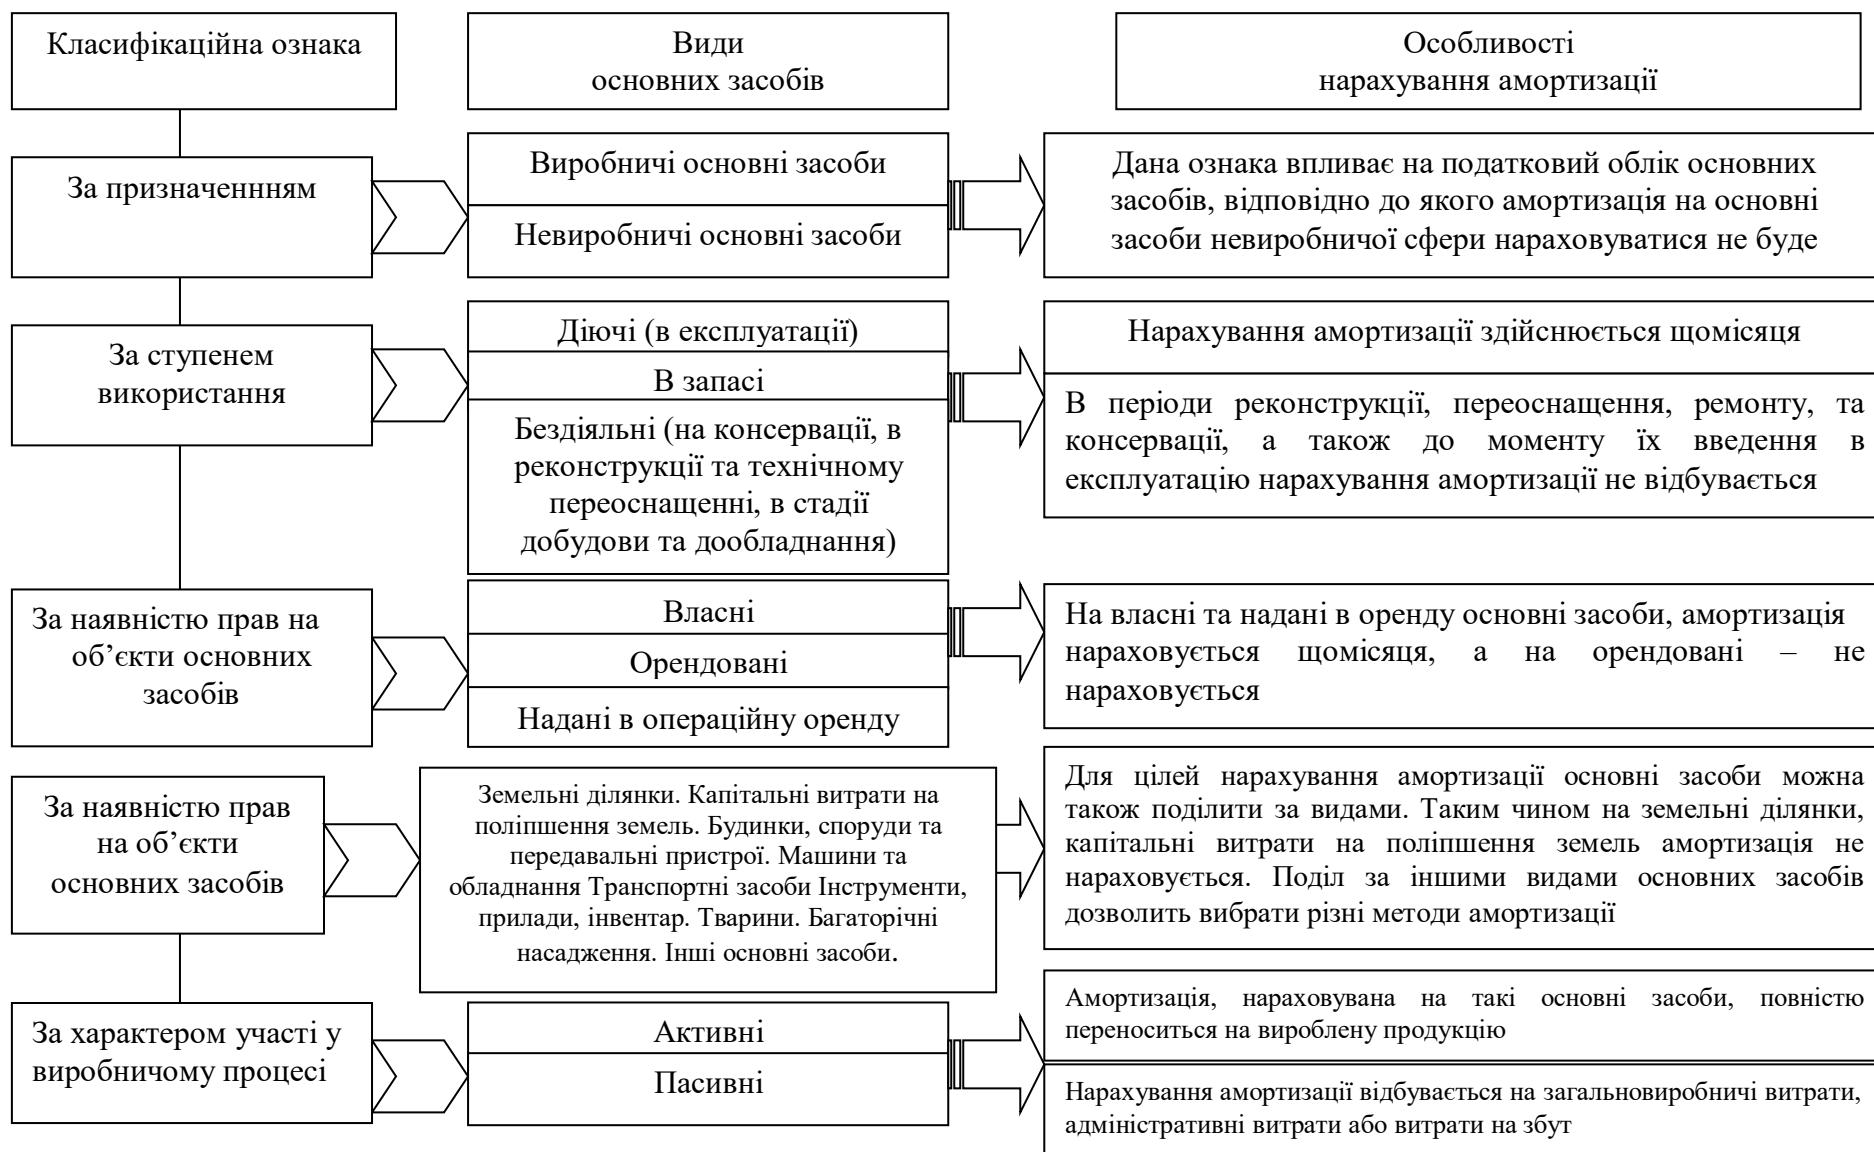 Класифікаційна ознака
Види
основних засобів
Особливості
нарахування амортизації
За призначеннням
Виробничі основні засоби
Невиробничі основні засоби
Дана ознака впливає на податковий облік основних
засобів, відповідно до якого амортизація на основні
засоби невиробничої сфери нараховуватися не буде
За ступенем
використання
Діючі (в експлуатації)
В запасі
Бездіяльні (на консервації, в
реконструкції та технічному
переоснащенні, в стадії
добудови та дообладнання)
Нарахування амортизації здійснюється щомісяця
В періоди реконструкції, переоснащення, ремонту, та
консервації, а також до моменту їх введення в
експлуатацію нарахування амортизації не відбувається
За наявністю прав на
об’єкти основних
засобів
Власні
Орендовані
Надані в операційну оренду
На власні та надані в оренду основні засоби, амортизація
нараховується щомісяця, а на орендовані – не
нараховується
За наявністю прав
на об’єкти
основних засобів
Земельні ділянки. Капітальні витрати на
поліпшення земель. Будинки, споруди та
передавальні пристрої. Машини та
обладнання Транспортні засоби Інструменти,
прилади, інвентар. Тварини. Багаторічні
насадження. Інші основні засоби.
Для цілей нарахування амортизації основні засоби можна
також поділити за видами. Таким чином на земельні ділянки,
капітальні витрати на поліпшення земель амортизація не
нараховується. Поділ за іншими видами основних засобів
дозволить вибрати різні методи амортизації
За характером участі у
виробничому процесі
Активні
Пасивні
Амортизація, нараховувана на такі основні засоби, повністю
переноситься на вироблену продукцію
Нарахування амортизації відбувається на загальновиробничі витрати,
адміністративні витрати або витрати на збут